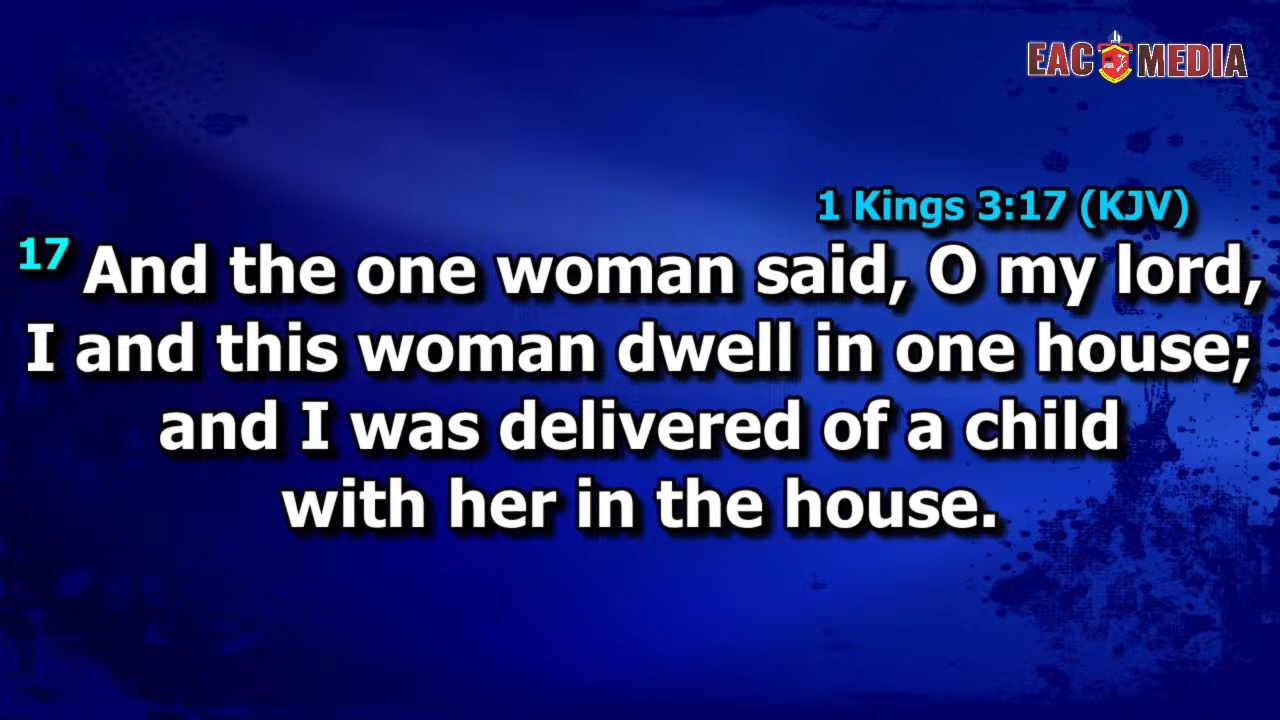 EAC MEDIA
1 Kings 3:17 (KJV)
17 And the one woman said, O my lord,
I and this woman dwell in one house;
and I was delivered of a child
with her in the house.